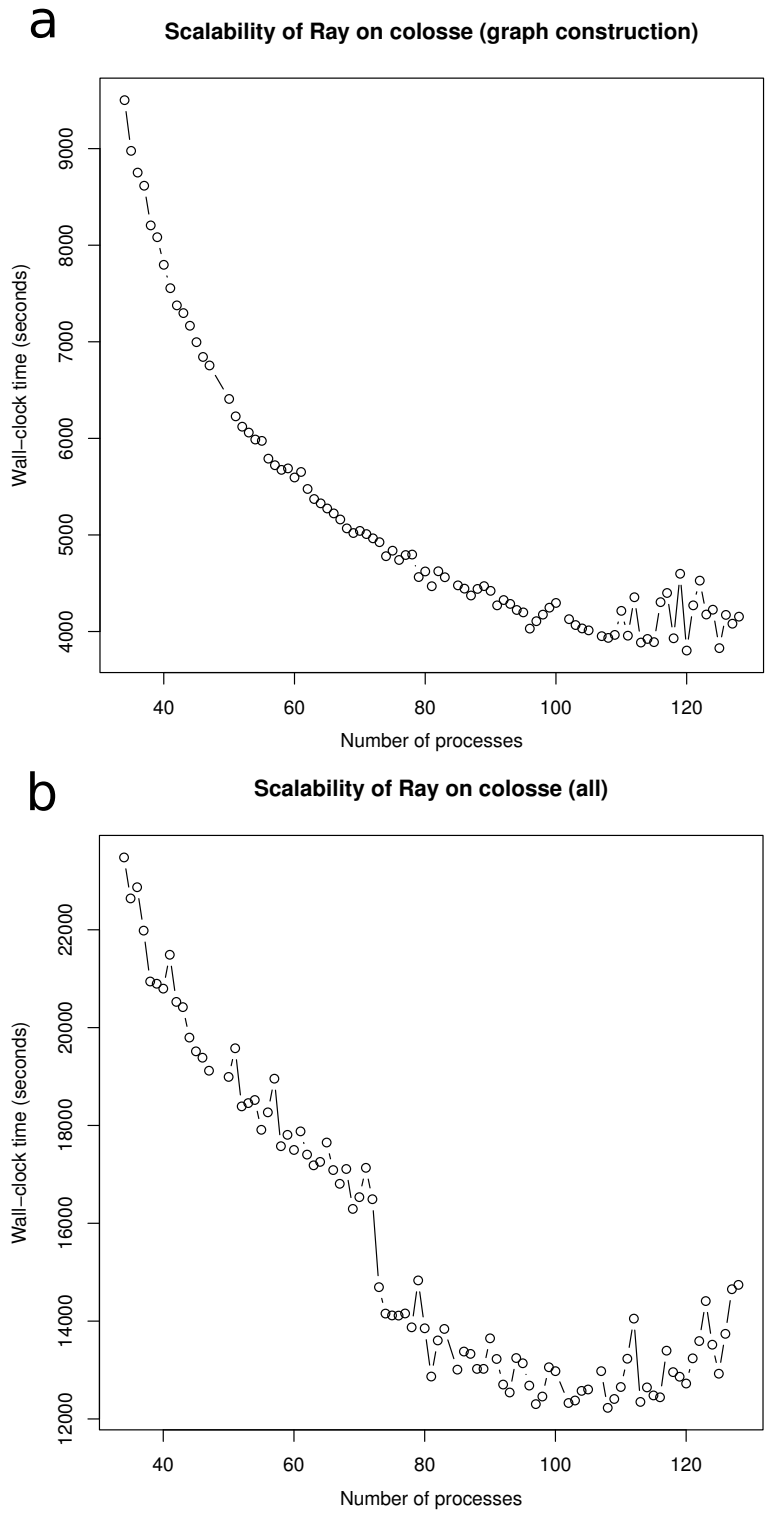 a
Scalability of Ray on colosse (graph construction)
Wall−clock time (seconds)
9000
8000
7000
6000
5000
4000
40 60 80 100 120
Number of processes
b
Scalability of Ray on colosse (all)
Wall−clock time (seconds)
22000
20000
18000
16000
14000
12000
40 60 80 100 120
Number of processes